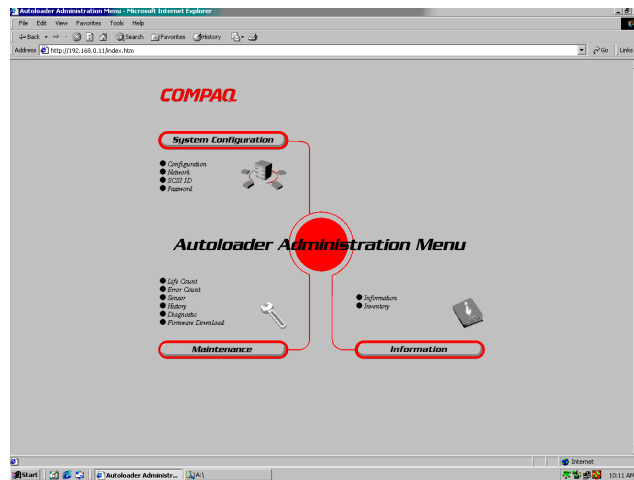 Autoloader Administration Menu - Microsoft Internet Explorer
File Edit View Favorites Tools Help
Back Search Favorites History
Address http://192.168.0.11/index.htm Go Links
COMPAQ
System Configuration
Configuration
Network
SCSI ID
Password
Autoloader Administration Menu
Life Count
Error Count
Sensor
History
Diagnostic
Firmware Download
Information
Inventory
Maintenance
Information
Internet
Start Autoloader Administr... A:\ 10:11 AM